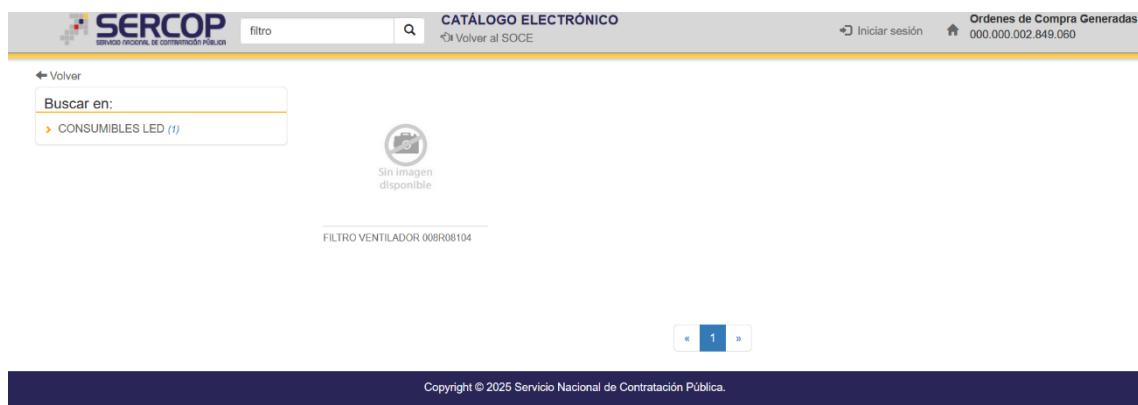 SERCOP
SERVICIO NACIONAL DE CONTRATACIÓN PÚBLICA
filtro
CATÁLOGO ELECTRÓNICO
Volver al SOCE
Iniciar sesión
Ordenes de Compra Generadas
000.000.002.849.060
Volver
Buscar en:
CONSUMIBLES LED (1)
Sin imagen
disponible
FILTRO VENTILADOR 008R08104
« 1 »
Copyright © 2025 Servicio Nacional de Contratación Pública.